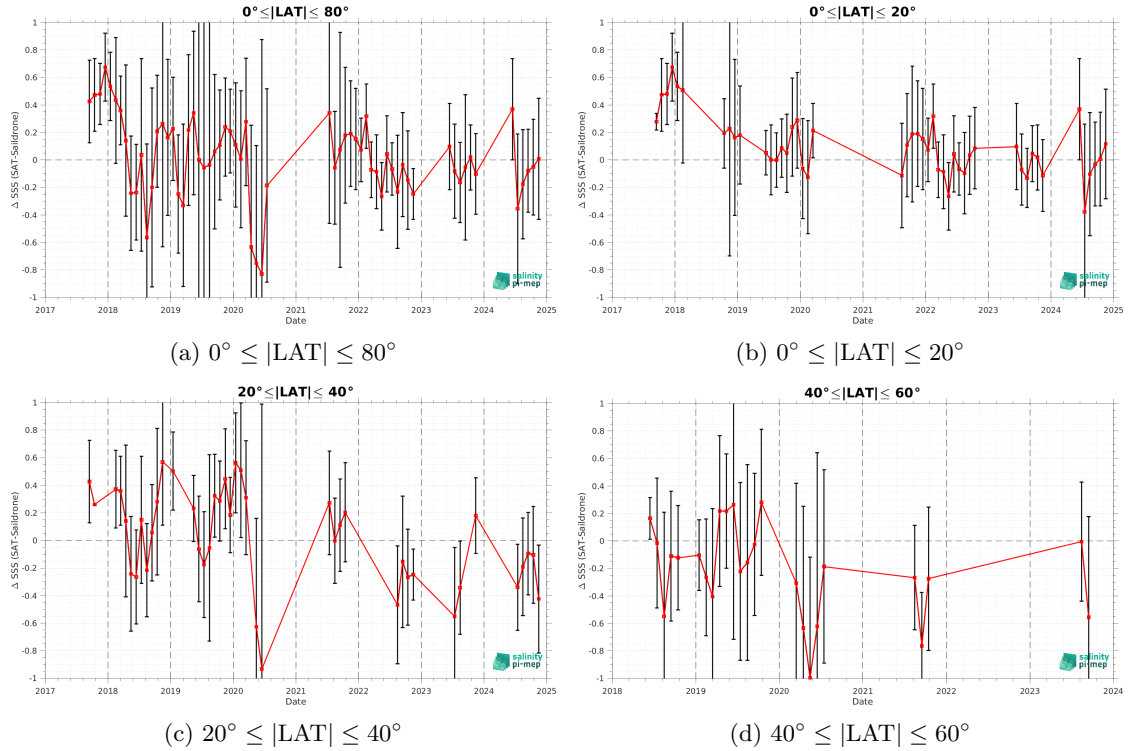 0°≤|LAT|≤ 80°
Δ SSS (SAT-Saildrone)
1
0.8
0.6
0.4
0.2
0
-0.2
-0.4
-0.6
-0.8
-1
2017 2018 2019 2020 2021 2022 2023 2024 2025
Date
salinity
pi-mep
(a) 0° ≤ |LAT| ≤ 80°
0°≤|LAT|≤ 20°
Δ SSS (SAT-Saildrone)
1
0.8
0.6
0.4
0.2
0
-0.2
-0.4
-0.6
-0.8
-1
2017 2018 2019 2020 2021 2022 2023 2024 2025
Date
salinity
pi-mep
(b) 0° ≤ |LAT| ≤ 20°
20°≤|LAT|≤ 40°
Δ SSS (SAT-Saildrone)
1
0.8
0.6
0.4
0.2
0
-0.2
-0.4
-0.6
-0.8
-1
2017 2018 2019 2020 2021 2022 2023 2024 2025
Date
salinity
pi-mep
(c) 20° ≤ |LAT| ≤ 40°
40°≤|LAT|≤ 60°
Δ SSS (SAT-Saildrone)
1
0.8
0.6
0.4
0.2
0
-0.2
-0.4
-0.6
-0.8
-1
2018 2019 2020 2021 2022 2023 2024
Date
salinity
pi-mep
(d) 40° ≤ |LAT| ≤ 60°